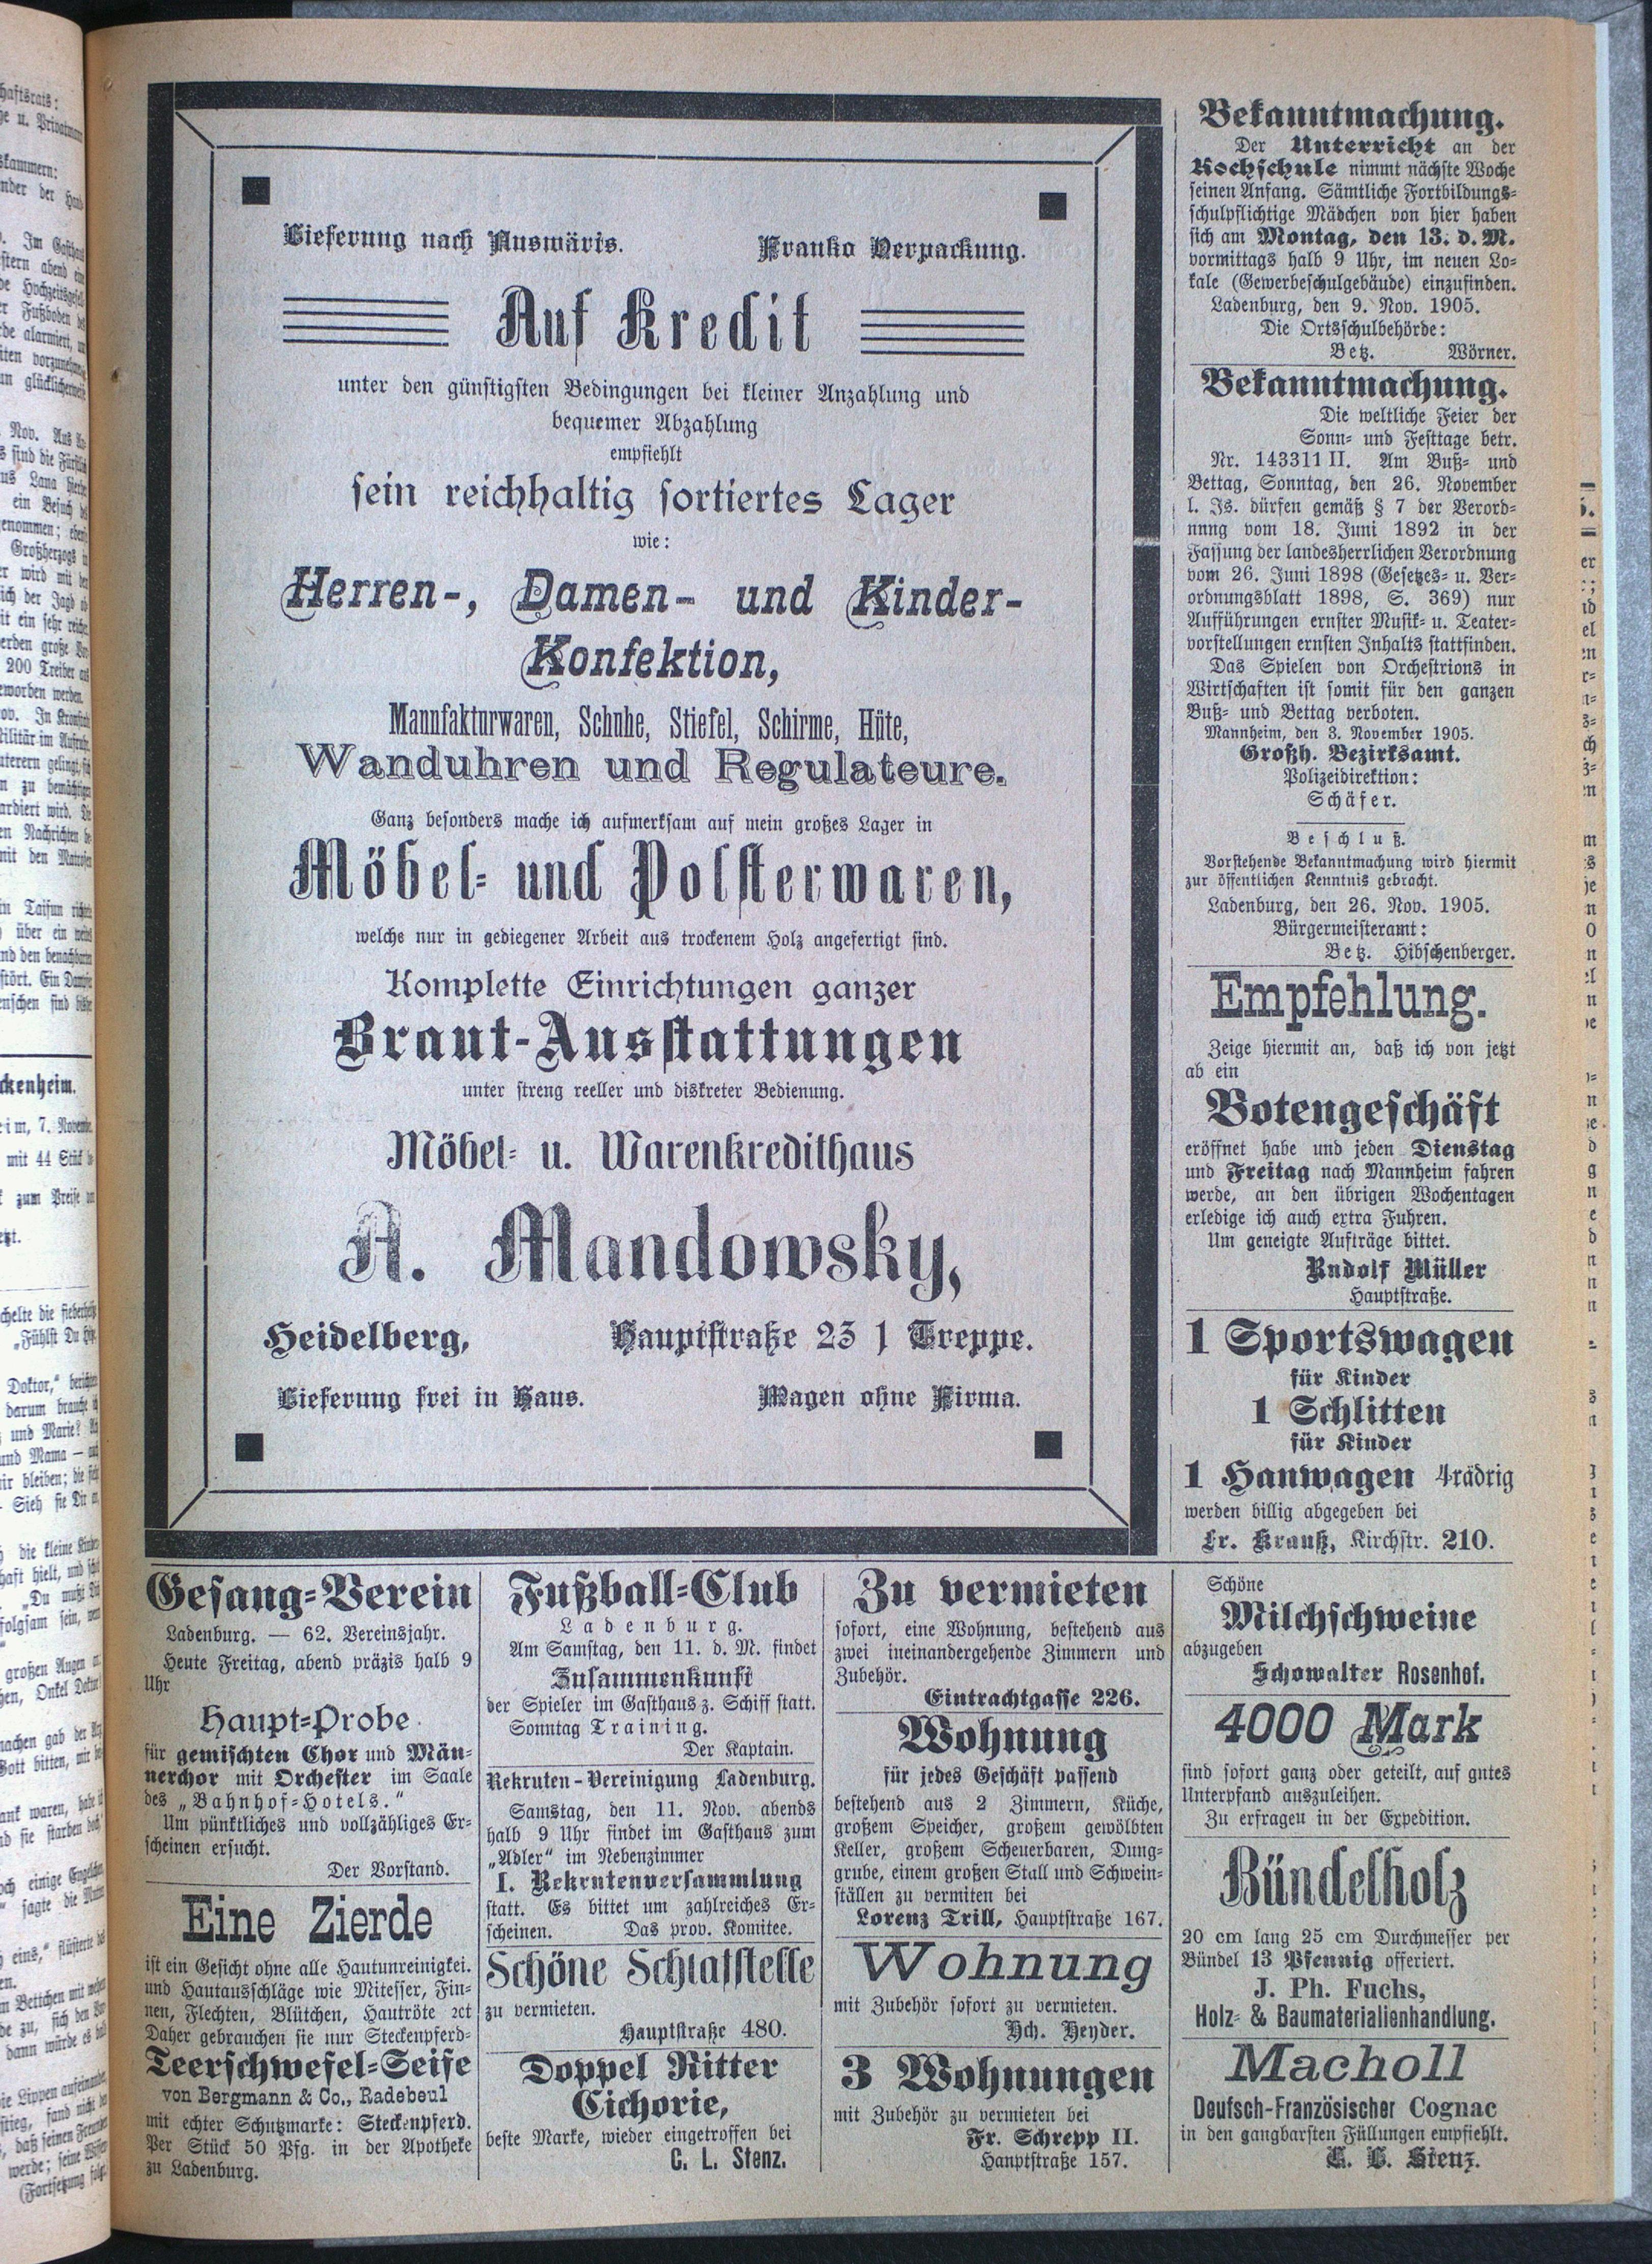 Lieferung nach Auswärts. Franko Verpackung.
Auf Kredit
unter den günstigsten Bedingungen bei kleiner Anzahlung und
bequemer Abzahlung
empfiehlt
sein reichhaltig sortiertes Lager
wie:
Herren-, Damen- und Kinder-
Konfektion,
Manufakturwaren, Schuhe, Stiefel, Schirme, Hüte,
Wanduhren und Regulateure.
Ganz besonders mache ich aufmerksam auf mein großes Lager in
Möbel- und Polsterwaren,
welche nur in gediegener Arbeit aus trockenem Holz angefertigt sind.
Komplette Einrichtungen ganzer
Braut-Ausstattungen
unter streng reeller und diskreter Bedienung.
Möbel- u. Warenkredithaus
A. Mandowsky,
Heidelberg, Hauptstraße 23 1 Treppe.
Lieferung frei in Haus. Wagen ohne Firma.
Bekanntmachung.
Der Unterricht an der
Kochschule nimmt nächste Woche
seinen Anfang. Sämtliche Fortbildungs-
schulpflichtige Mädchen von hier haben
sich am Montag, den 13. d. M.
vormittags halb 9 Uhr, im neuen Lo-
kale (Gewerbeschulgebäude) einzufinden.
Ladenburg, den 9. Nov. 1905.
Die Ortsschulbehörde:
Betz. Wörner.
Bekanntmachung.
Die weltliche Feier der
Sonn- und Festtage betr.
Nr. 143311 II. Am Buß- und
Bettag, Sonntag, den 26. November
l. Js. dürfen gemäß § 7 der Verord-
nnng vom 18. Juni 1892 in der
Fassung der landesherrlichen Verordnung
vom 26. Juni 1898 (Gesetzes- u. Ver-
ordnungsblatt 1898, S. 369) nur
Aufführungen ernster Musik- u. Teater-
vorstellungen ernsten Inhalts stattfinden.
Das Spielen von Orchestrions in
Wirtschaften ist somit für den ganzen
Buß- und Bettag verboten.
Mannheim, den 3. November 1905.
Großh. Bezirksamt.
Polizeidirektion:
Schäfer.
Beschluß.
Vorstehende Bekanntmachung wird hiermit
zur öffentlichen Kenntnis gebracht.
Ladenburg, den 26. Nov. 1905.
Bürgermeisteramt:
Betz. Hibschenberger.
Empfehlung.
Zeige hiermit an, daß ich von jetzt
ab ein
Botengeschäft
eröffnet habe und jeden Dienstag
und Freitag nach Mannheim fahren
werde, an den übrigen Wochentagen
erledige ich auch extra Fuhren.
Um geneigte Aufträge bittet.
Rudolf Müller
Hauptstraße.
1 Sportswagen
für Kinder
1 Schlitten
für Kinder
1 Hanwagen 4rädrig
werden billig abgegeben bei
Fr. Krauß, Kirchstr. 210.
Gesang-Verein
Ladenburg. — 62. Vereinsjahr.
Heute Freitag, abend präzis halb 9
Uhr
Haupt-Probe
für gemischten Chor und Män-
nerchor mit Orchester im Saale
des „Bahnhof-Hotels."
Um pünktliches und vollzähliges Er-
scheinen ersucht.
Der Vorstand.
Eine Zierde
ist ein Gesicht ohne alle Hautunreinigkei.
und Hautausschläge wie Mitesser, Fin-
nen, Flechten, Blütchen, Hautröte ect
Daher gebrauchen sie nur Steckenpferd-
Teerschwefel-Seife
von Bergmann & Co., Radebeul
mit echter Schutzmarke: Steckenpferd.
Per Stück 50 Pfg. in der Apotheke
zu Ladenburg.
Fußball-Club
Ladenburg.
Am Samstag, den 11. d. M. findet
Zusammenkunft
der Spieler im Gasthaus z. Schiff statt.
Sonntag Training.
Der Kaptain.
Rekruten-Vereinigung Ladenburg.
Samstag, den 11. Nov. abends
halb 9 Uhr findet im Gasthaus zum
„Adler" im Nebenzimmer
I. Rekrutenversammlung
statt. Es bittet um zahlreiches Er-
scheinen. Das prov. Komitee.
Schöne Schlafstelle
zu vermieten.
Hauptstraße 480.
Doppel Ritter
Cichorie,
beste Marke, wieder eingetroffen bei
C. L. Stenz.
Zu vermieten
sofort, eine Wohnung, bestehend aus
zwei ineinandergehende Zimmern und
Zubehör.
Eintrachtgasse 226.
Wohnung
für jedes Geschäft passend
bestehend aus 2 Zimmern, Küche,
großem Speicher, großem gewölbten
Keller, großem Scheuerbaren, Dung-
grube, einem großen Stall und Schwein-
ställen zu vermiten bei
Lorenz Trill, Hauptstraße 167.
Wohnung
mit Zubehör sofort zu vermieten.
Hch. Heyder.
3 Wohnungen
mit Zubehör zu vermieten bei
Fr. Schrepp II.
Hauptstraße 157.
Schöne
Milchschweine
abzugeben
Schowalter Rosenhof.
4000 Mark
sind sofort ganz oder geteilt, auf gutes
Unterpfand auszuleihen.
Zu erfragen in der Expedition.
Bündelholz
20 cm lang 25 cm Durchmesser per
Bündel 13 Pfennig offeriert.
J. Ph. Fuchs,
Holz- & Baumaterialienhandlung.
Macholl
Deutsch-Französischer Cognac
in den gangbarsten Füllungen empfiehlt.
C. L. Stenz.